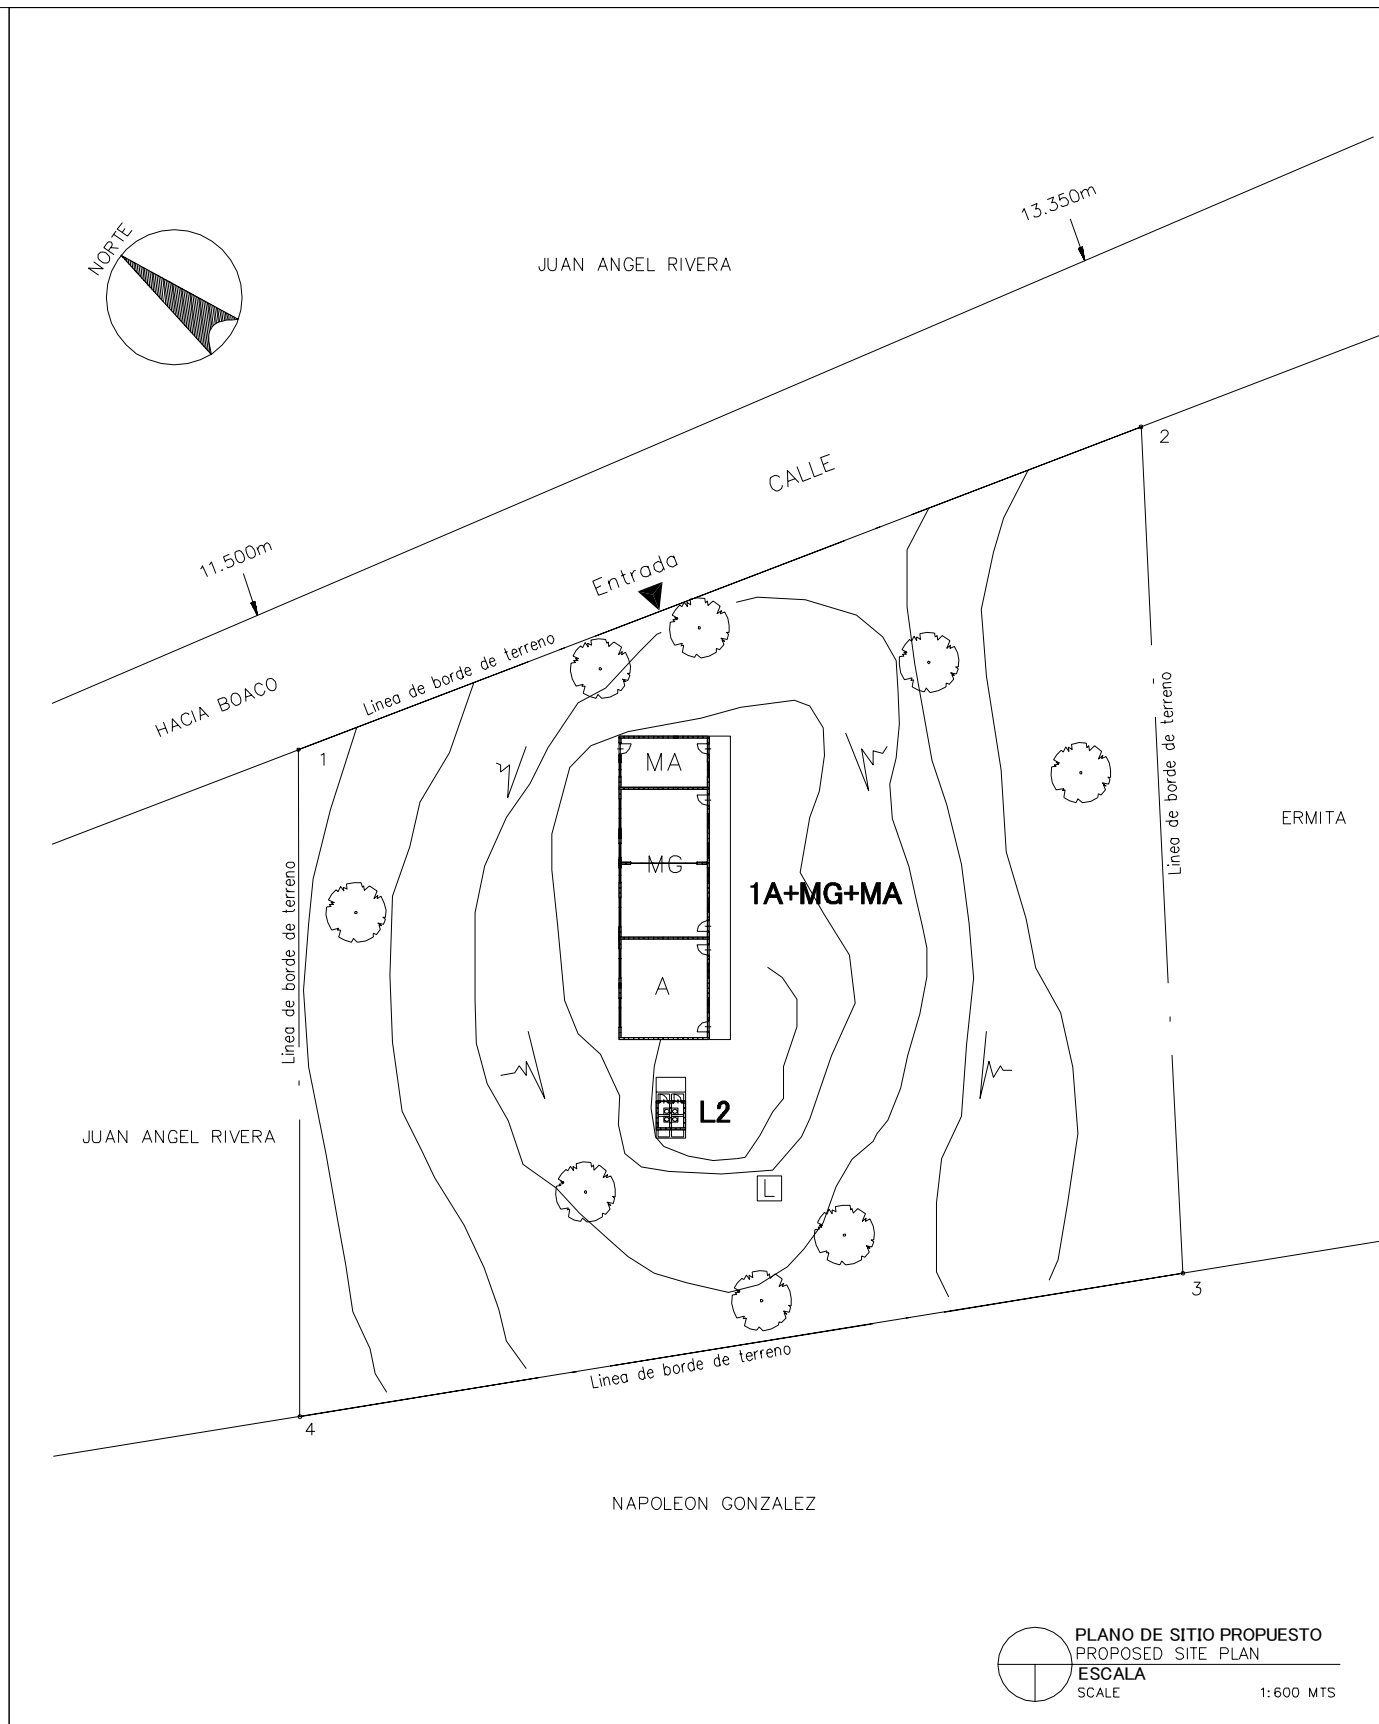 13.350m
NORTE
JUAN ANGEL RIVERA
2
CALLE
11.500m
Entrada
Linea de borde de terreno
HACIA BOACO
1
MA
Linea de borde de terreno
ERMITA
MG
1A+MG+MA
Linea de borde de terreno
A
L2
JUAN ANGEL RIVERA
L
3
Linea de borde de terreno
4
NAPOLEON GONZALEZ
PLANO DE SITIO PROPUESTO
PROPOSED SITE PLAN
ESCALA
SCALE 1:600 MTS